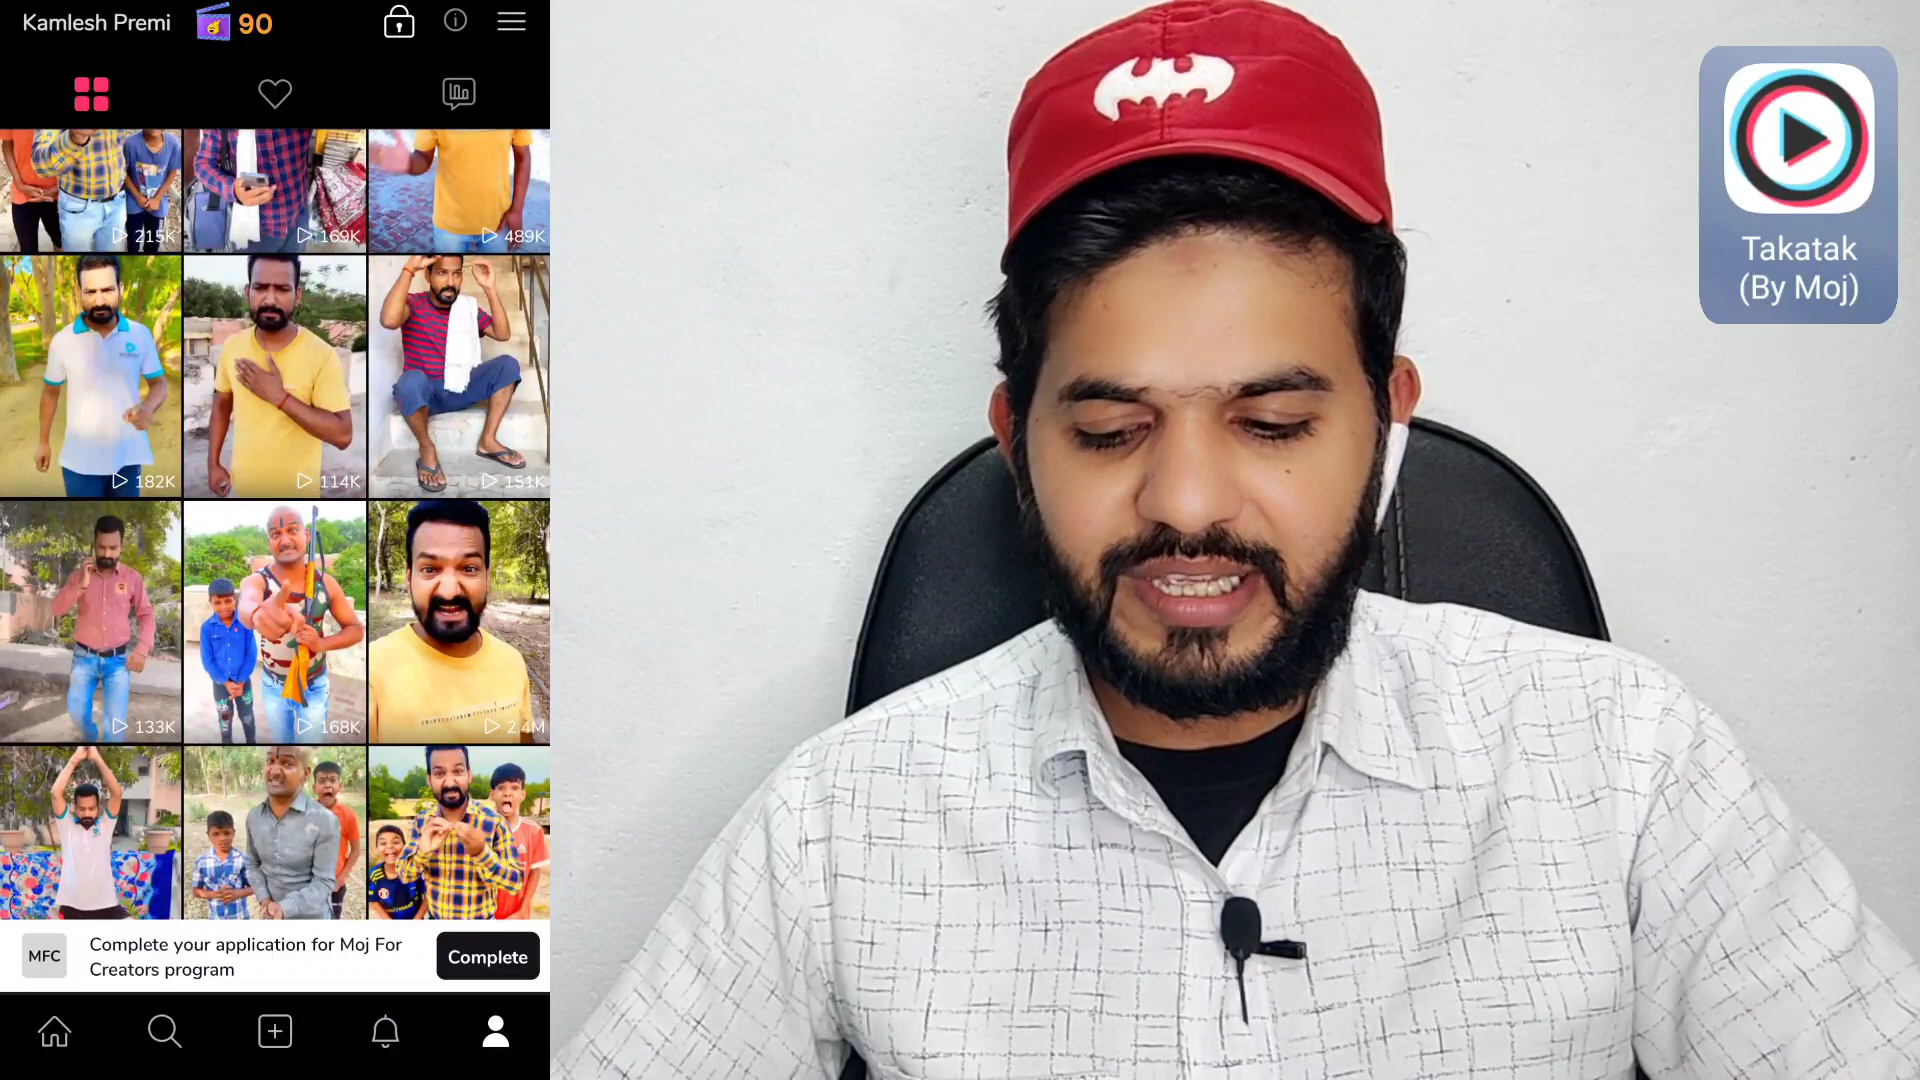 Kamlesh Premi
90
215K
169K
489K
182K
114K
151K
133K
168K
2.4M
MFC
Complete your application for Moj For
Creators program
Complete
Takatak
(By Moj)